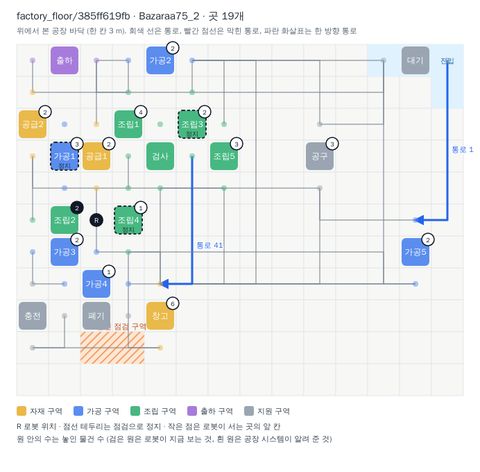 factory_floor/385ff619fb · Bazaraa75_2 · 곳 19개
위에서 본 공장 바닥 (한 칸 3 m). 회색 선은 통로, 빨간 점선은 막힌 통로, 파란 화살표는 한 방향 통로
출하
가공2
2
대기
진입
공급2
2
조립1
4
조립3
2
정지
통로 1
가공1
3
정지
공급1
2
검사
조립5
3
공구
3
조립2
2
R
조립4
1
정지
통로 41
가공3
2
가공5
2
가공4
1
충전
폐기
창고
6
점검 구역
자재 구역
가공 구역
조립 구역
출하 구역
지원 구역
R 로봇 위치 · 점선 테두리는 점검으로 정지 · 작은 점은 로봇이 서는 곳의 앞 칸
원 안의 수는 놓인 물건 수 (검은 원은 로봇이 지금 보는 것, 흰 원은 공장 시스템이 알려 준 것)